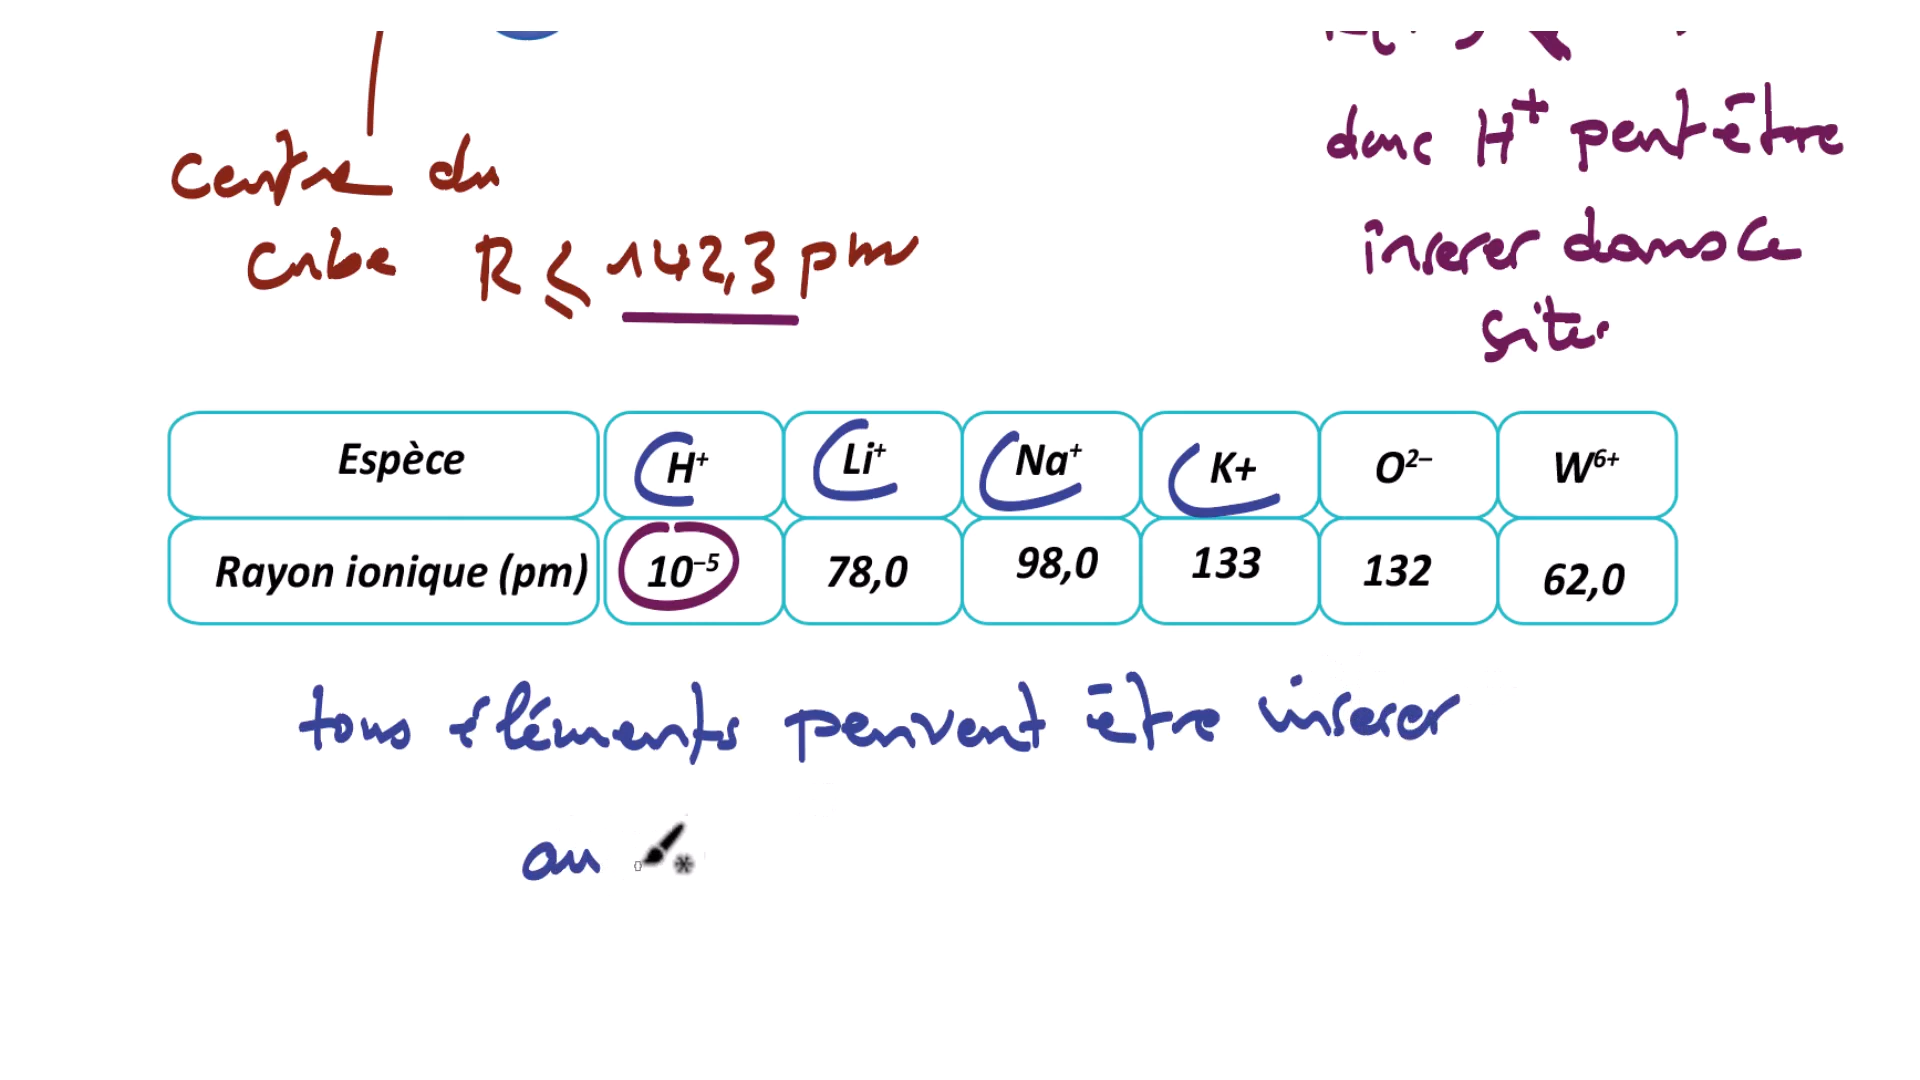 donc H⁺ peut être
centre du
inserer dans ce
cube R ⩽ 142,3 pm
site.
Espèce H⁺ Li⁺ Na⁺ K+ O²⁻ W⁶⁺
Rayon ionique (pm) 10⁻⁵ 78,0 98,0 133 132 62,0
tous éléments peuvent être inserer
au